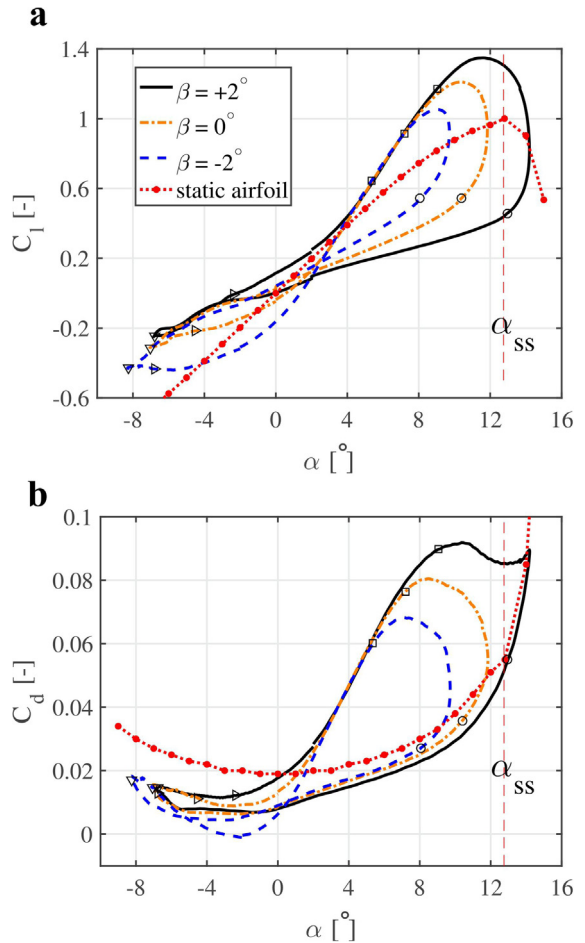 a
1.4
1
0.6
0.2
-0.2
-0.6
C_l [-]
β = +2°
β = 0°
β = -2°
static airfoil
α_ss
-8 -4 0 4 8 12 16
α [°]
b
0.1
0.08
0.06
0.04
0.02
0
C_d [-]
α_ss
-8 -4 0 4 8 12 16
α [°]